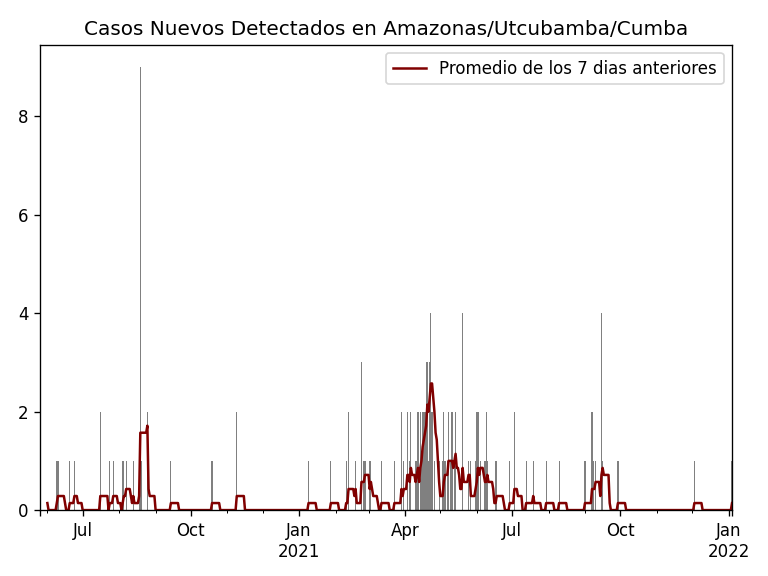 Casos Nuevos Detectados en Amazonas/Utcubamba/Cumba
Promedio de los 7 dias anteriores
8
6
4
2
0
Jul Oct Jan Apr Jul Oct Jan
2021 2022